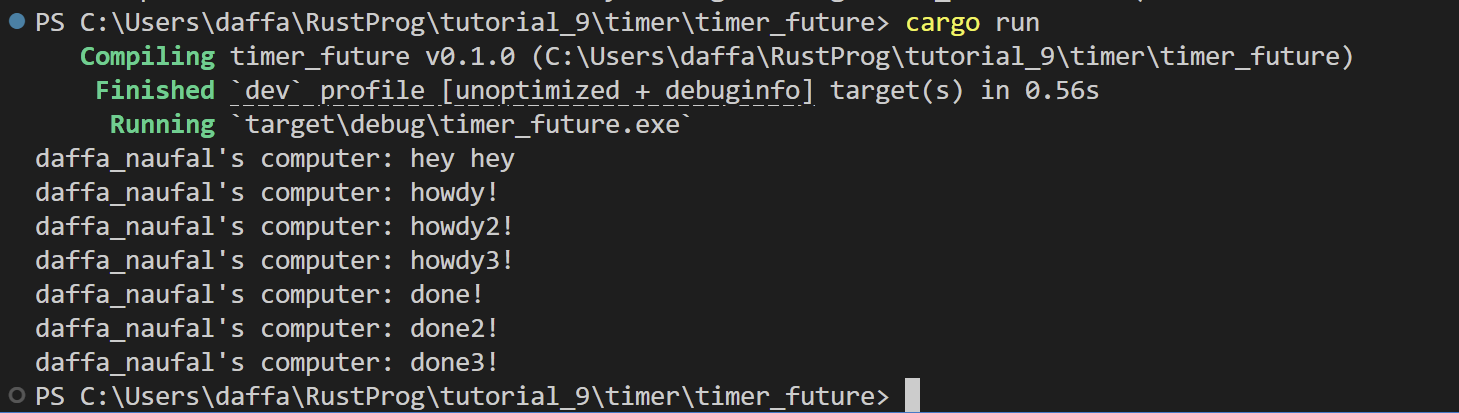 PS C:\Users\daffa\RustProg\tutorial_9\timer\timer_future> cargo run
Compiling timer_future v0.1.0 (C:\Users\daffa\RustProg\tutorial_9\timer\timer_future)
Finished `dev` profile [unoptimized + debuginfo] target(s) in 0.56s
Running `target\debug\timer_future.exe`
daffa_naufal's computer: hey hey
daffa_naufal's computer: howdy!
daffa_naufal's computer: howdy2!
daffa_naufal's computer: howdy3!
daffa_naufal's computer: done!
daffa_naufal's computer: done2!
daffa_naufal's computer: done3!
PS C:\Users\daffa\RustProg\tutorial_9\timer\timer_future>